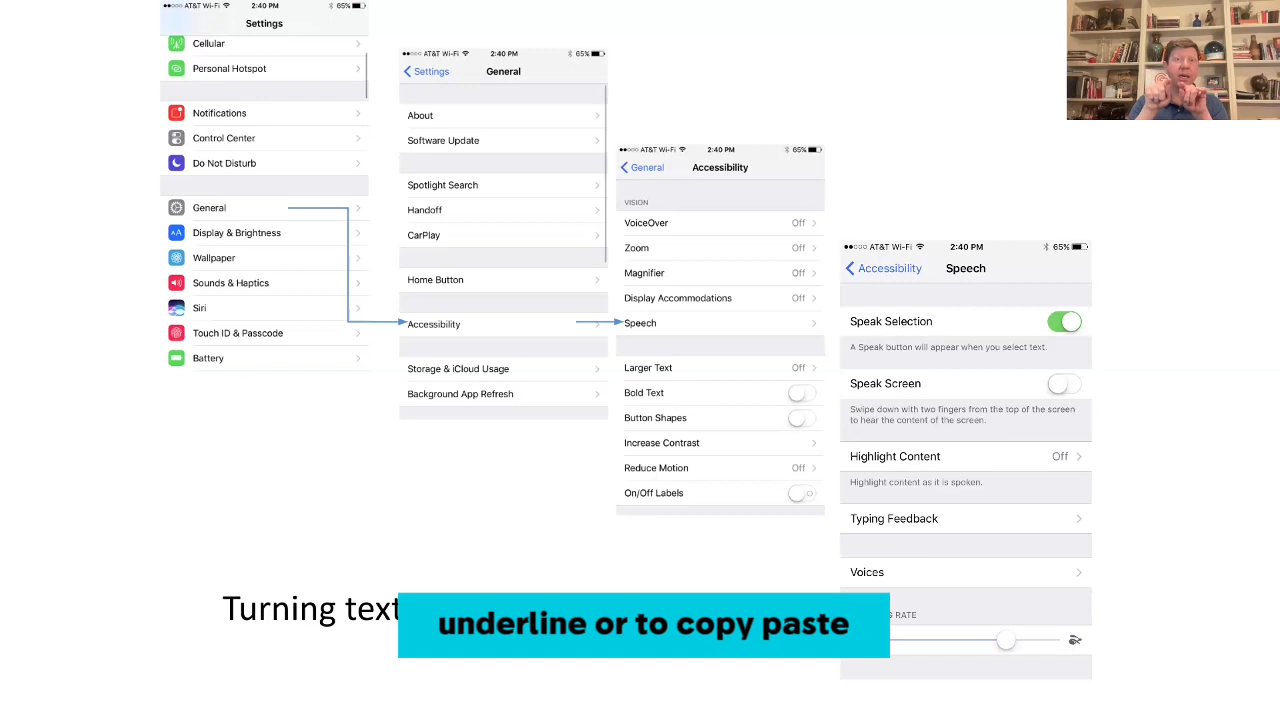 AT&T Wi-Fi 2:40 PM 65%
Settings
Cellular
Personal Hotspot
Notifications
Control Center
Do Not Disturb
General
Display & Brightness
AA
Wallpaper
Sounds & Haptics
Siri
Touch ID & Passcode
Battery
AT&T Wi-Fi 2:40 PM 65%
Settings General
About
Software Update
Spotlight Search
Handoff
CarPlay
Home Button
Accessibility
Storage & iCloud Usage
Background App Refresh
AT&T Wi-Fi 2:40 PM 65%
General Accessibility
VISION
VoiceOver Off
Zoom Off
Magnifier Off
Display Accommodations Off
Speech
Larger Text Off
Bold Text
Button Shapes
Increase Contrast
Reduce Motion Off
On/Off Labels
AT&T Wi-Fi 2:40 PM 65%
Accessibility Speech
Speak Selection
A Speak button will appear when you select text.
Speak Screen
Swipe down with two fingers from the top of the screen
to hear the content of the screen.
Highlight Content Off
Highlight content as it is spoken.
Typing Feedback
Voices
RATE
Turning text
underline or to copy paste